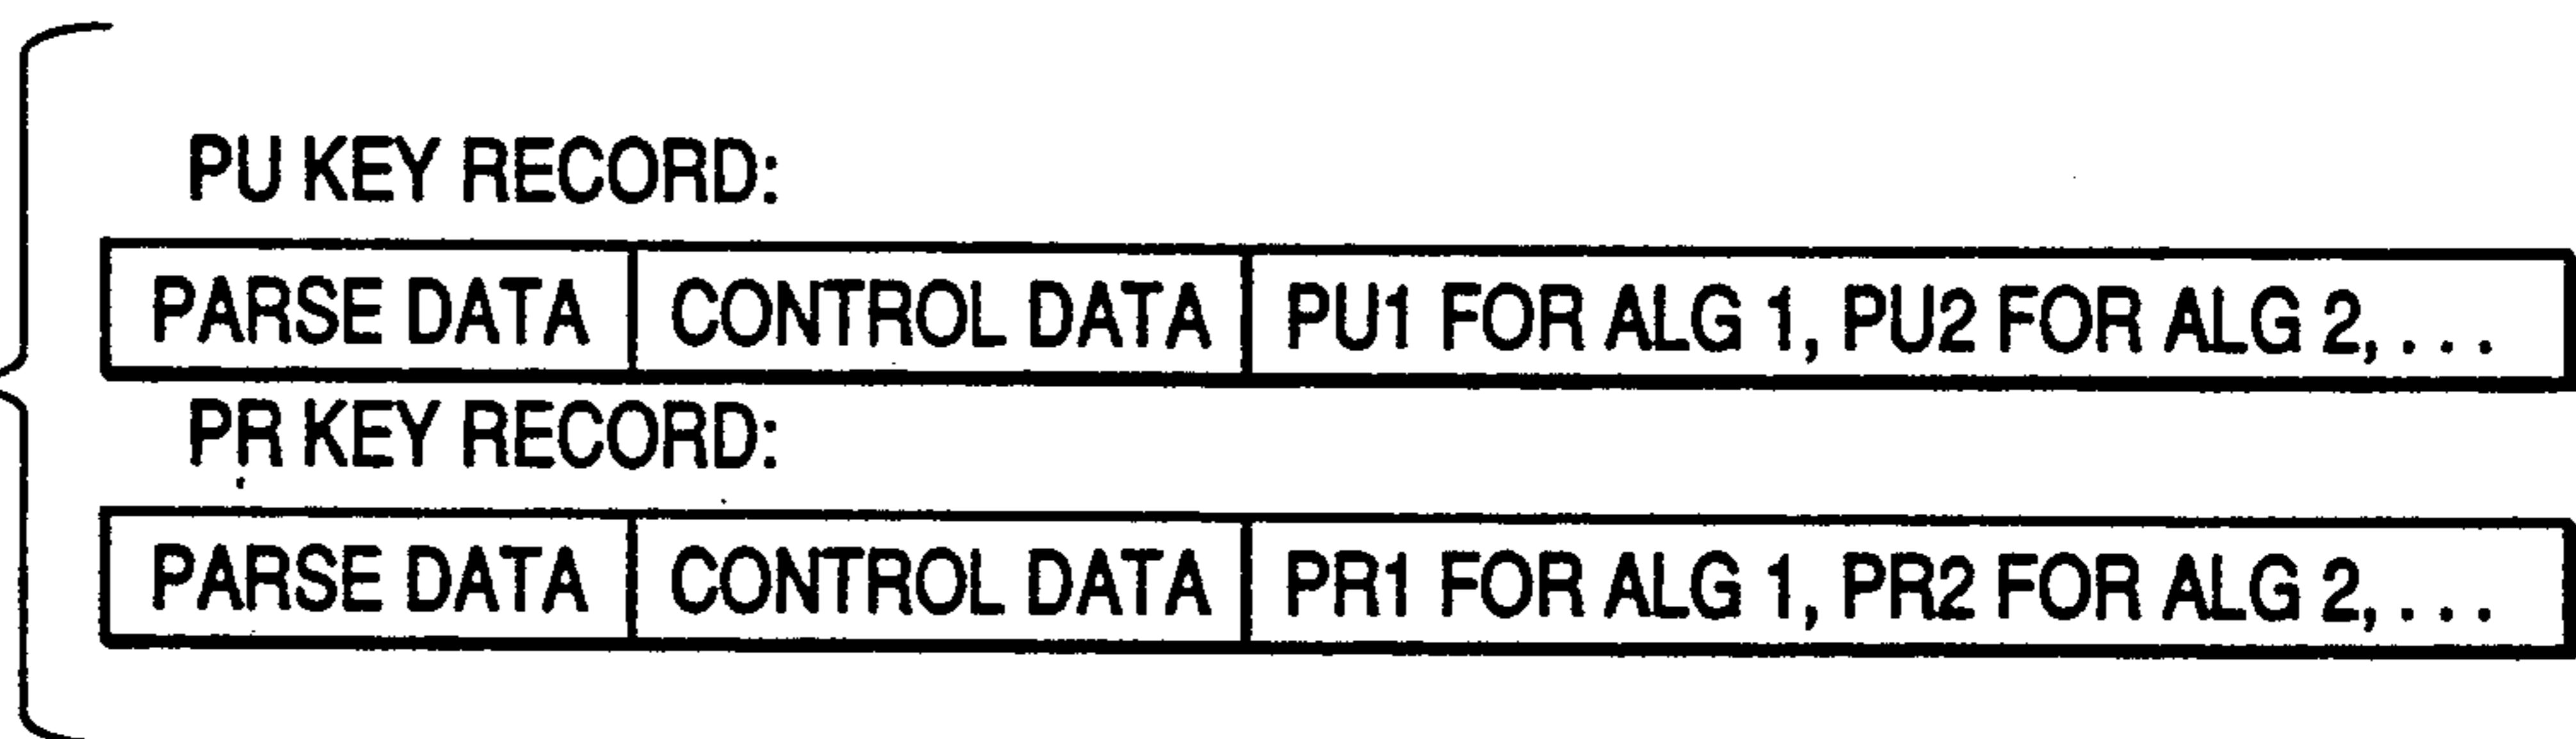 PU KEY RECORD:
PARSE DATA CONTROL DATA PU1 FOR ALG 1, PU2 FOR ALG 2, . . .
PR KEY RECORD:
PARSE DATA CONTROL DATA PR1 FOR ALG 1, PR2 FOR ALG 2, . . .